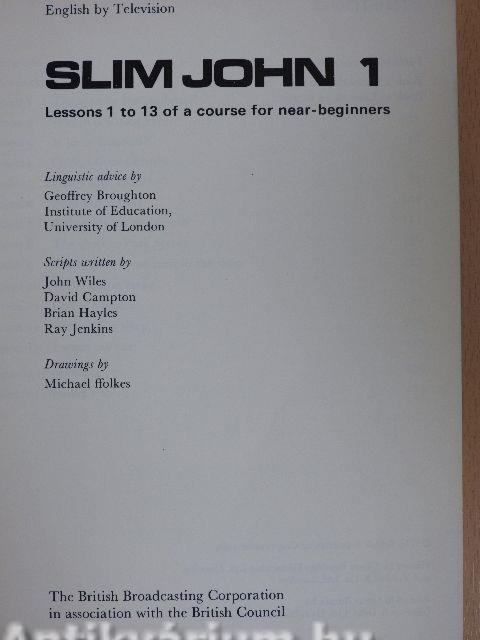 English by Television
SLIM JOHN 1
Lessons 1 to 13 of a course for near-beginners
Linguistic advice by
Geoffrey Broughton
Institute of Education,
University of London
Scripts written by
John Wiles
David Campton
Brian Hayles
Ray Jenkins
Drawings by
Michael ffolkes
The British Broadcasting Corporation
in association with the British Council
Antikvárium.hu